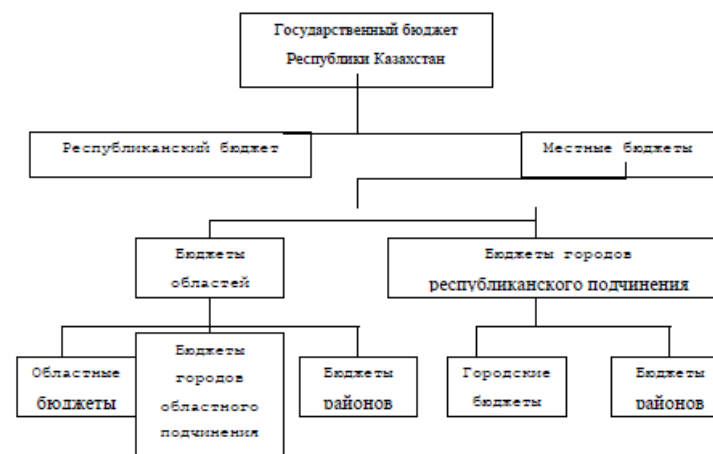 Государственный бюджет
Республики Казахстан
Республиканский бюджет
Местные бюджеты
Бюджеты
областей
Бюджеты городов
республиканского подчинения
Областные
бюджеты
Бюджеты
городов
областного
подчинения
Бюджеты
районов
Городские
бюджеты
Бюджеты
районов